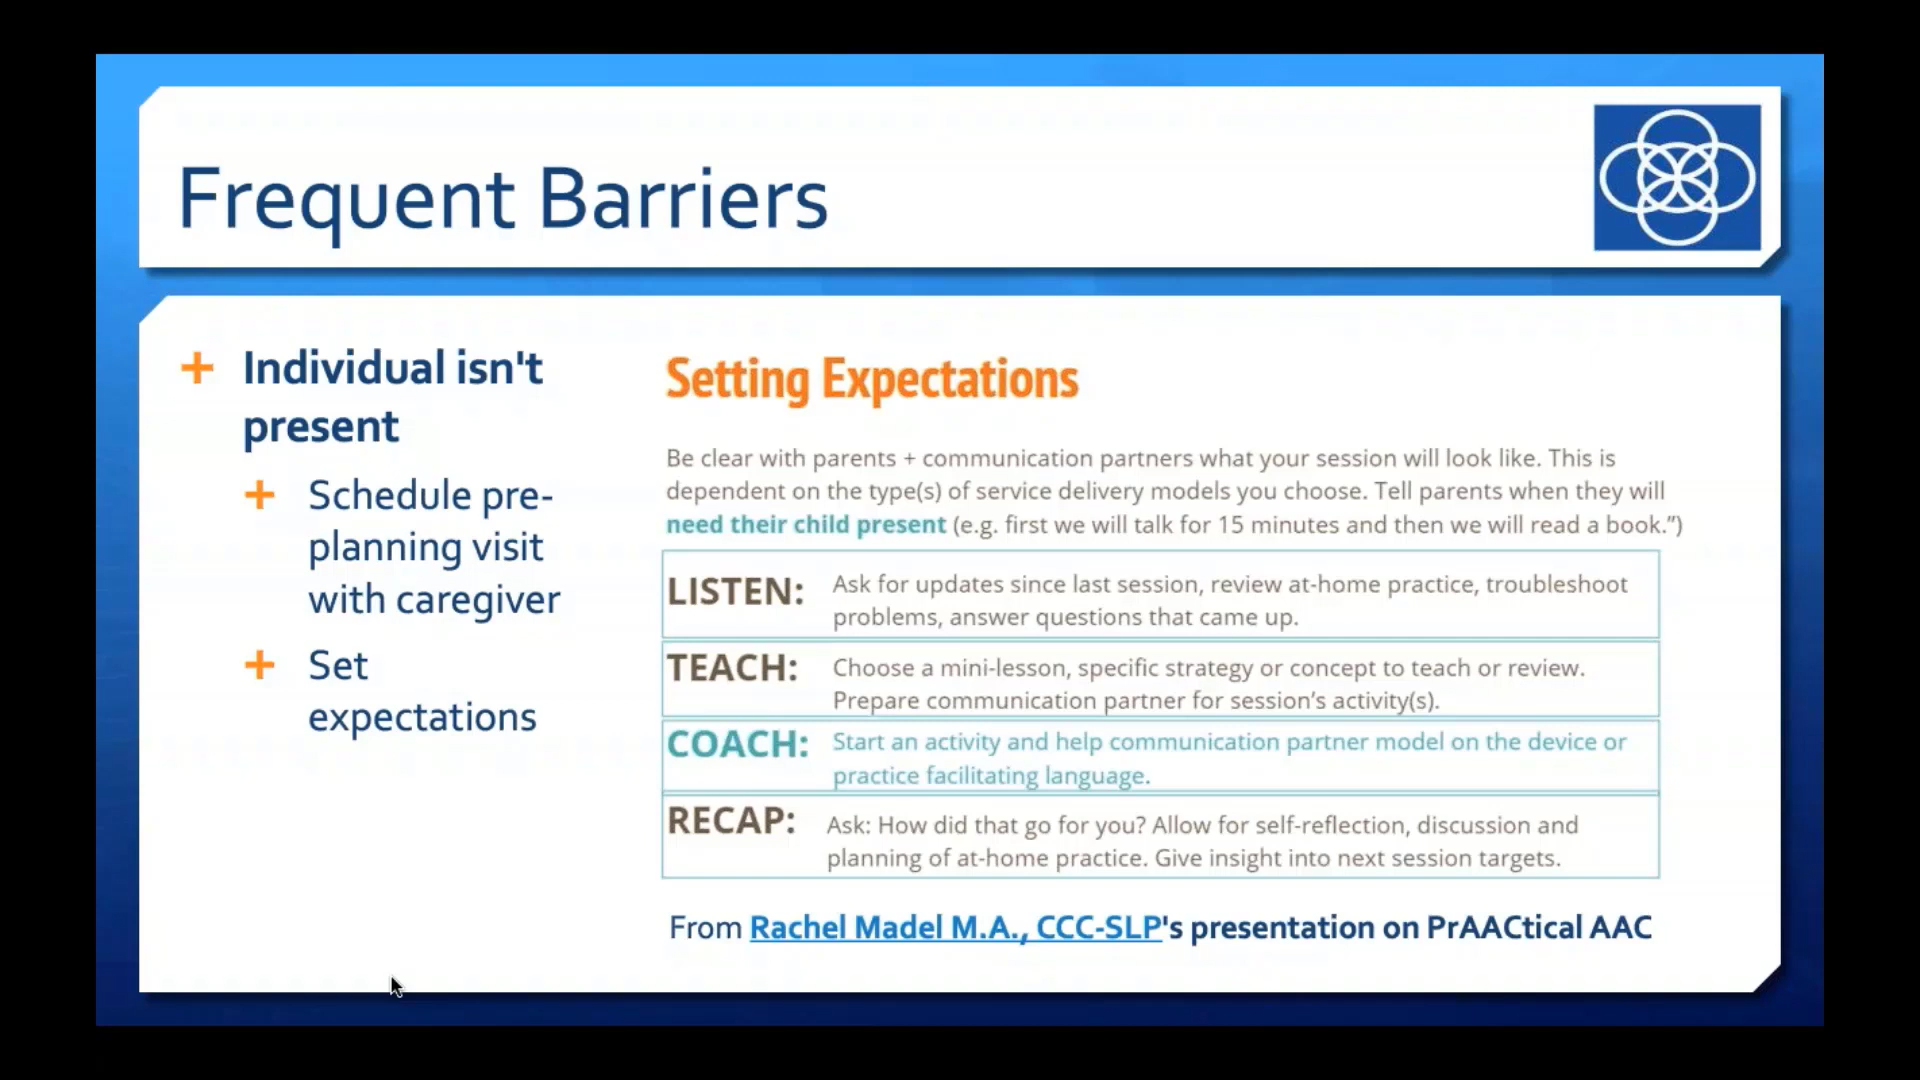 Frequent Barriers
Individual isn't
present
Schedule pre-
planning visit
with caregiver
Set
expectations
Setting Expectations
Be clear with parents + communication partners what your session will look like. This is
dependent on the type(s) of service delivery models you choose. Tell parents when they will
need their child present (e.g. first we will talk for 15 minutes and then we will read a book.”)
LISTEN: Ask for updates since last session, review at-home practice, troubleshoot
problems, answer questions that came up.
TEACH: Choose a mini-lesson, specific strategy or concept to teach or review.
Prepare communication partner for session’s activity(s).
COACH: Start an activity and help communication partner model on the device or
practice facilitating language.
RECAP: Ask: How did that go for you? Allow for self-reflection, discussion and
planning of at-home practice. Give insight into next session targets.
From Rachel Madel M.A., CCC-SLP's presentation on PrAACtical AAC